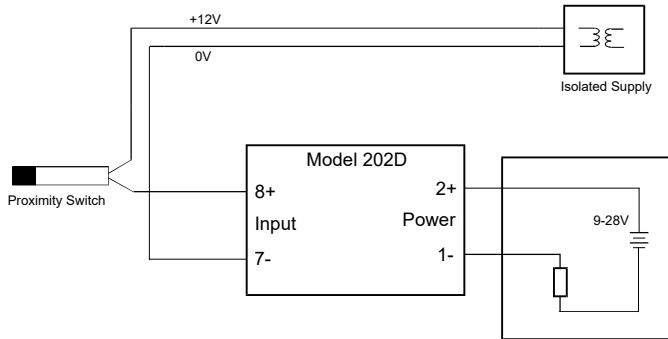 +12V
0V
Isolated Supply
Proximity Switch
Model 202D
8+
2+
Input
Power
7-
1-
9-28V